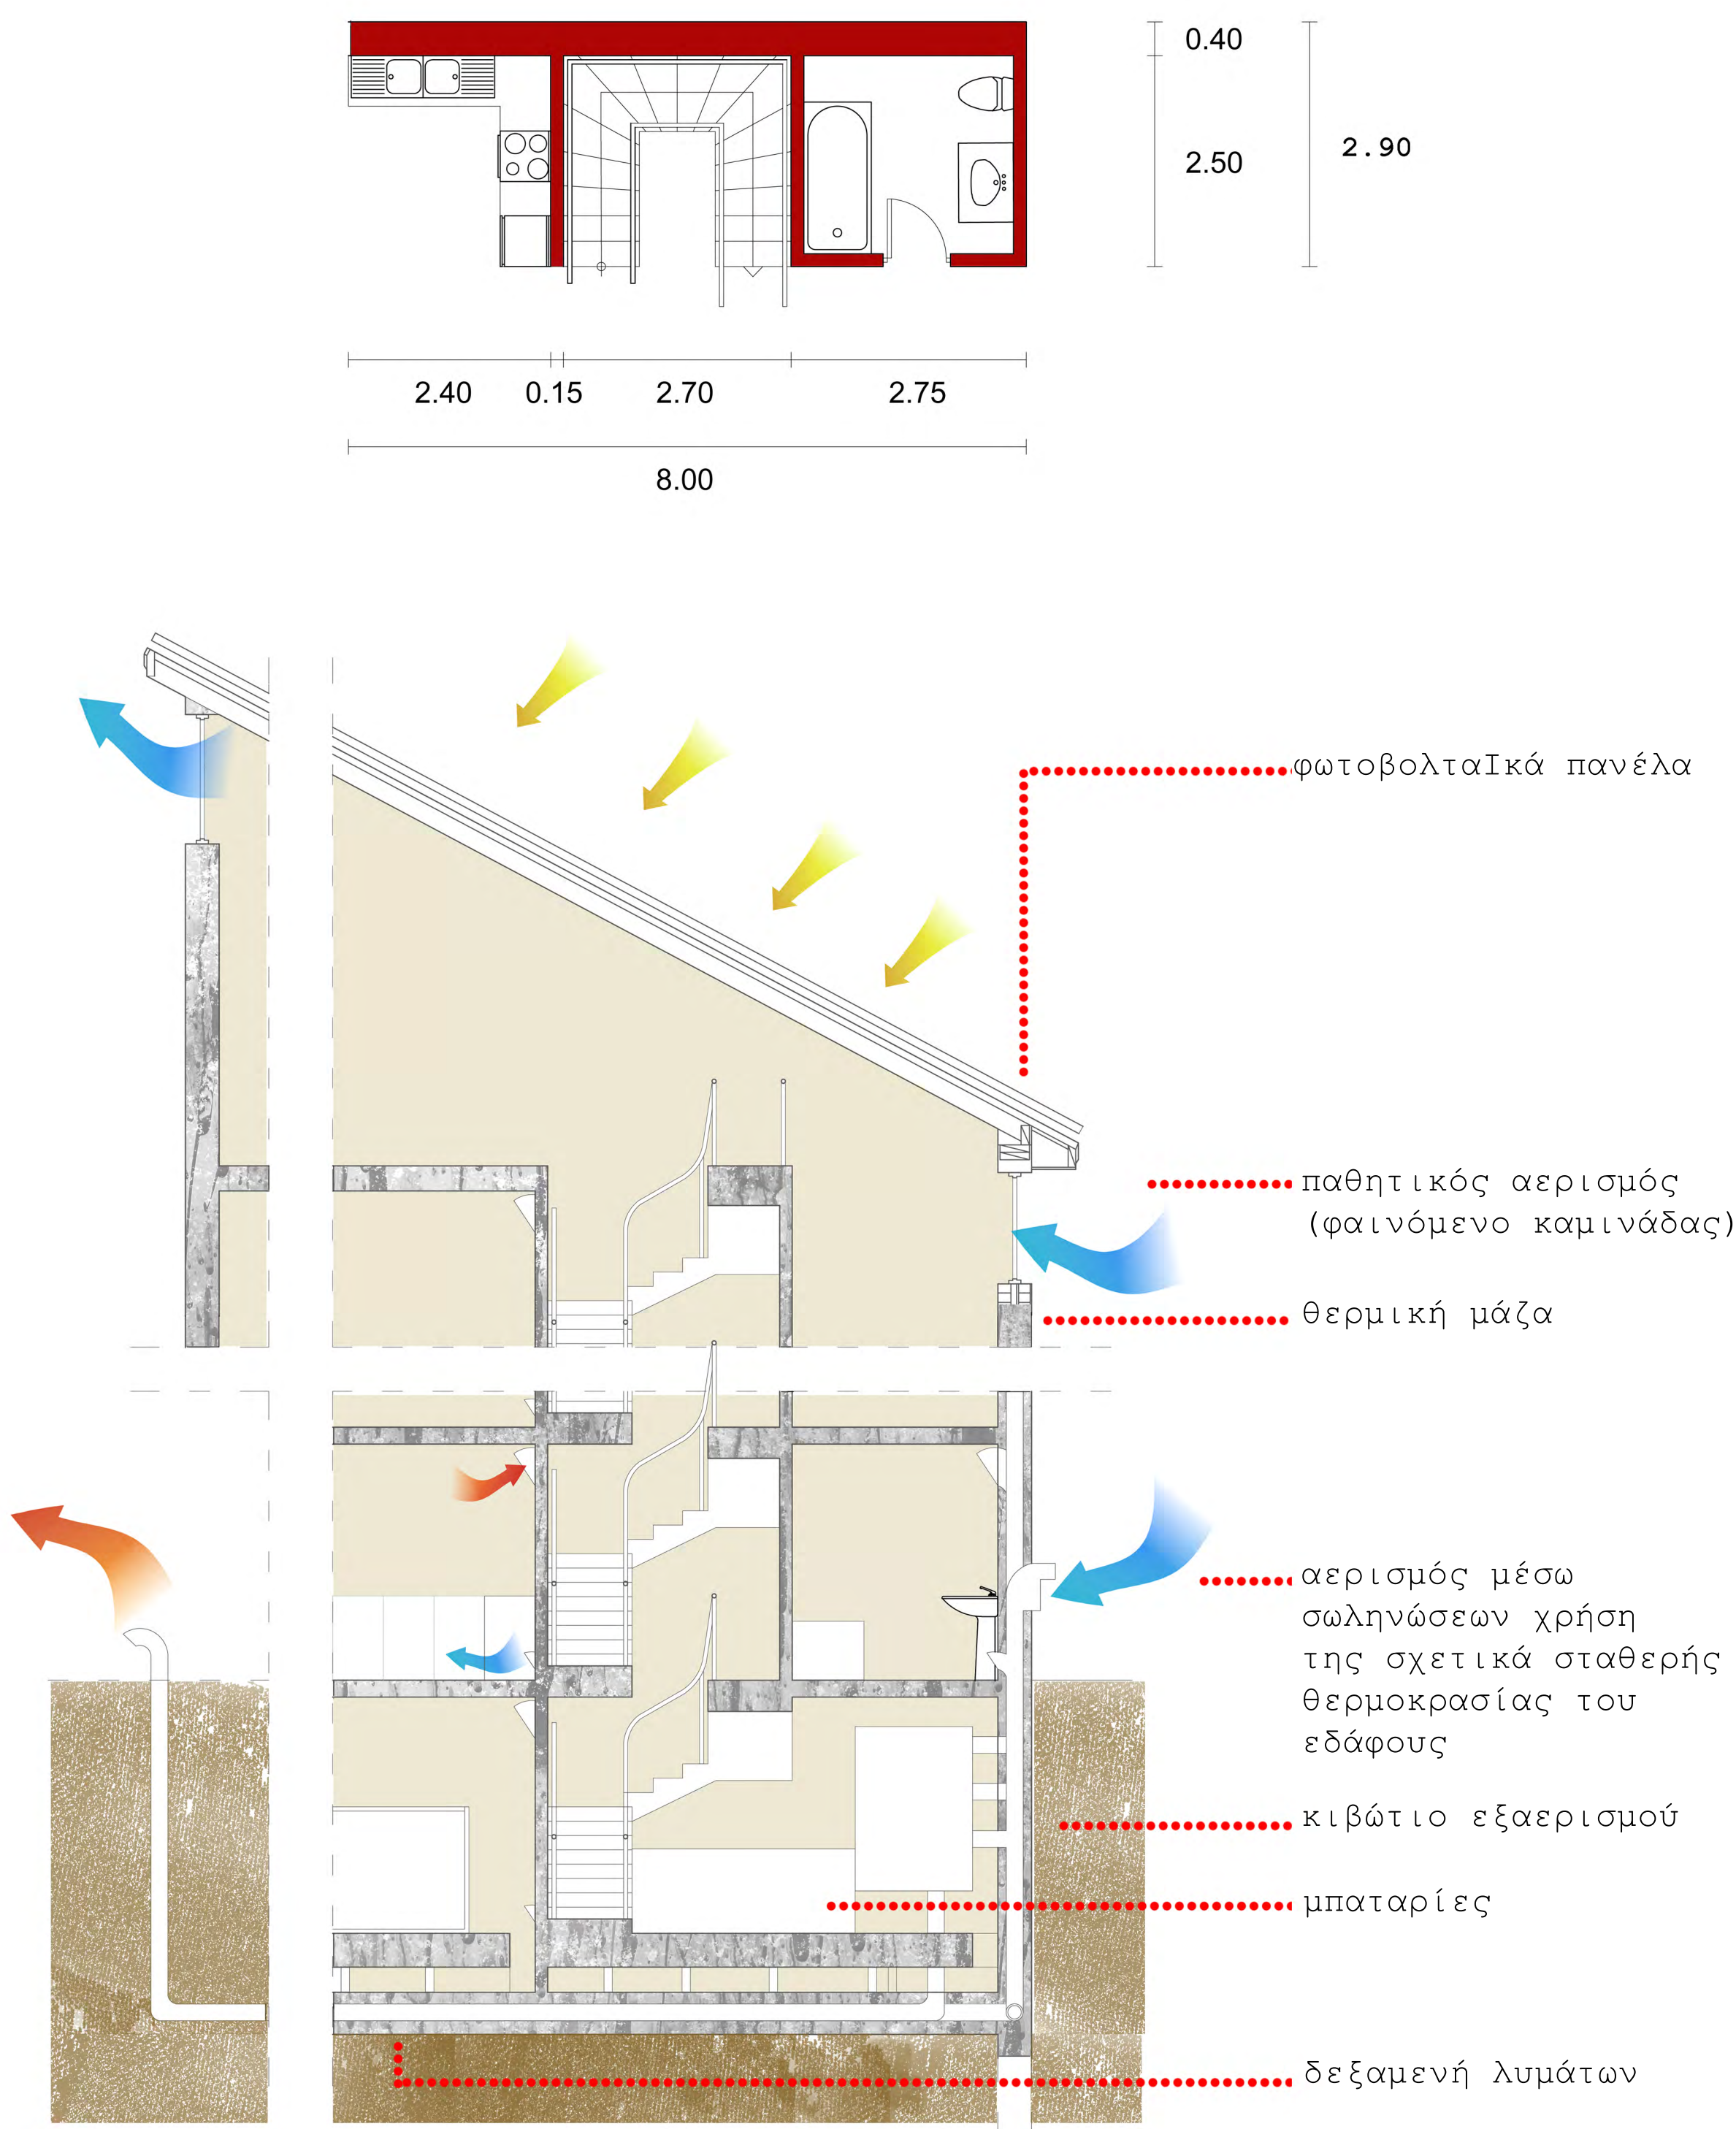 0.40
2.50
2.90
2.40 0.15 2.70 2.75
8.00
φωτοβολταIκά πανέλα
παθητικός αερισμός
(φαινόμενο καμινάδας)
θερμική μάζα
αερισμός μέσω
σωληνώσεων χρήση
της σχετικά σταθερής
θερμοκρασίας του
εδάφους
κιβώτιο εξαερισμού
μπαταρίες
δεξαμενή λυμάτων